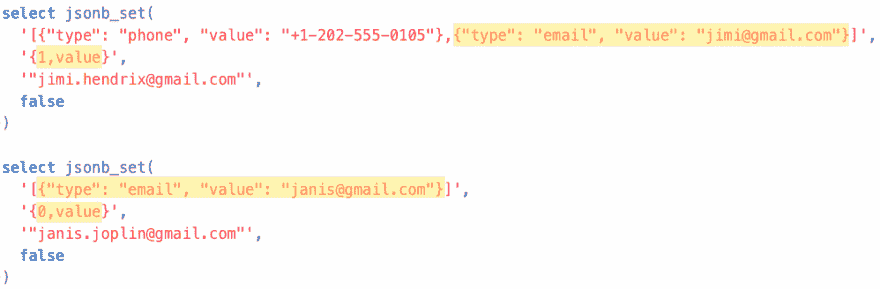 select jsonb_set(
'[{"type": "phone", "value": "+1-202-555-0105"},{"type": "email", "value": "jimi@gmail.com"}]',
'{1,value}',
'"jimi.hendrix@gmail.com"',
false
)
select jsonb_set(
'[{"type": "email", "value": "janis@gmail.com"}]',
'{0,value}',
'"janis.joplin@gmail.com"',
false
)